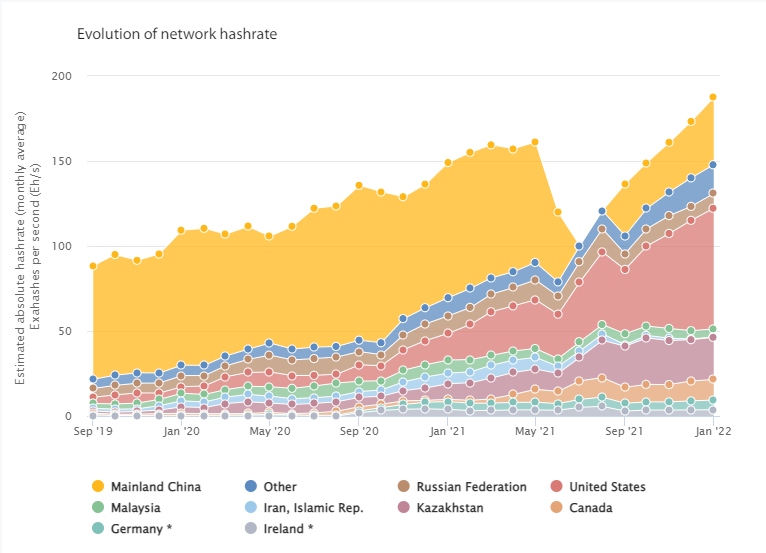 Evolution of network hashrate
Estimated absolute hashrate (monthly average)
Exahashes per second (Eh/s)
200
150
100
50
0
Sep '19 Jan '20 May '20 Sep '20 Jan '21 May '21 Sep '21 Jan '22
Mainland China Other Russian Federation United States
Malaysia Iran, Islamic Rep. Kazakhstan Canada
Germany * Ireland *